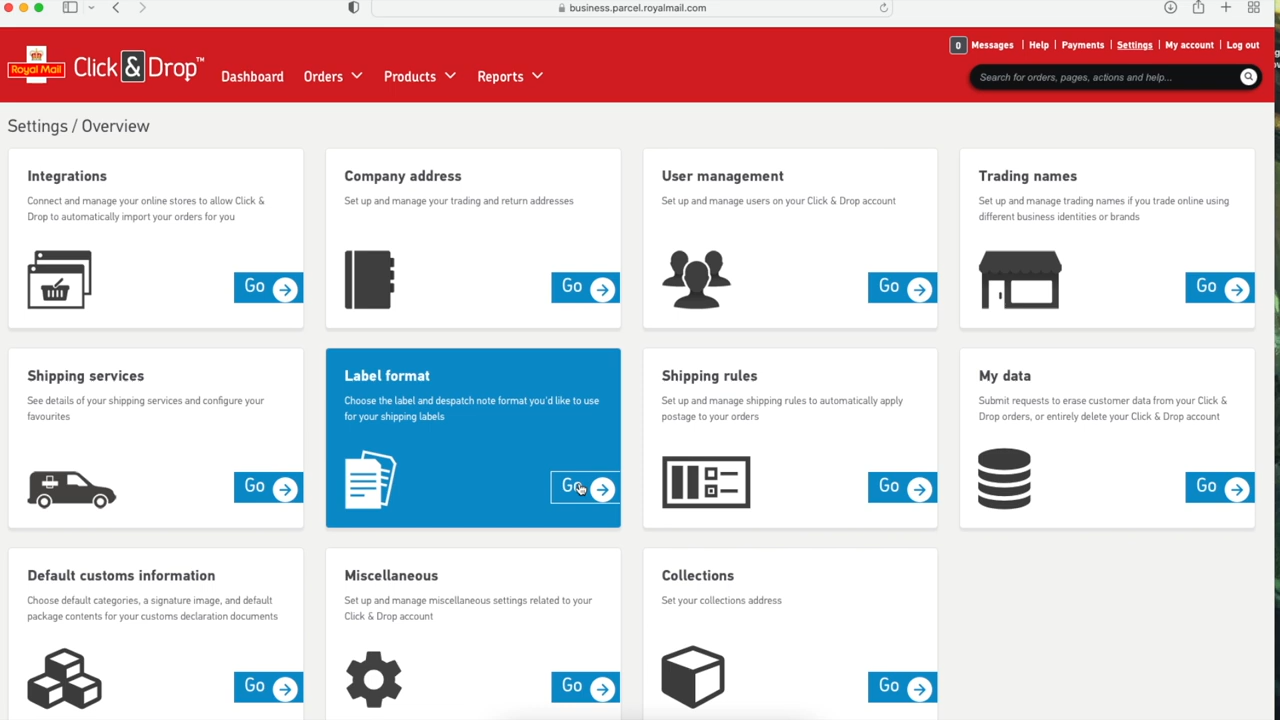 business.parcel.royalmail.com
0 Messages | Help | Payments | Settings | My account | Log out
Royal Mail Click & Drop™ Dashboard Orders Products Reports
Search for orders, pages, actions and help...
Settings / Overview
Integrations
Connect and manage your online stores to allow Click &
Drop to automatically import your orders for you
Go
Company address
Set up and manage your trading and return addresses
Go
User management
Set up and manage users on your Click & Drop account
Go
Trading names
Set up and manage trading names if you trade online using
different business identities or brands
Go
Shipping services
See details of your shipping services and configure your
favourites
Go
Label format
Choose the label and despatch note format you'd like to use
for your shipping labels
Go
Shipping rules
Set up and manage shipping rules to automatically apply
postage to your orders
Go
My data
Submit requests to erase customer data from your Click &
Drop orders, or entirely delete your Click & Drop account
Go
Default customs information
Choose default categories, a signature image, and default
package contents for your customs declaration documents
Go
Miscellaneous
Set up and manage miscellaneous settings related to your
Click & Drop account
Go
Collections
Set your collections address
Go